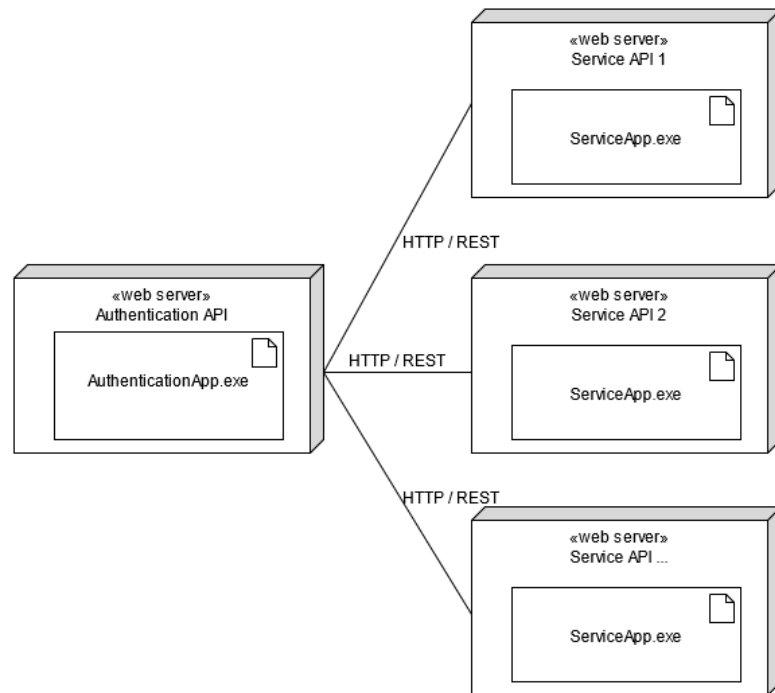 «web server»
Service API 1
ServiceApp.exe
HTTP / REST
«web server»
Authentication API
AuthenticationApp.exe
HTTP / REST
«web server»
Service API 2
ServiceApp.exe
HTTP / REST
«web server»
Service API ...
ServiceApp.exe